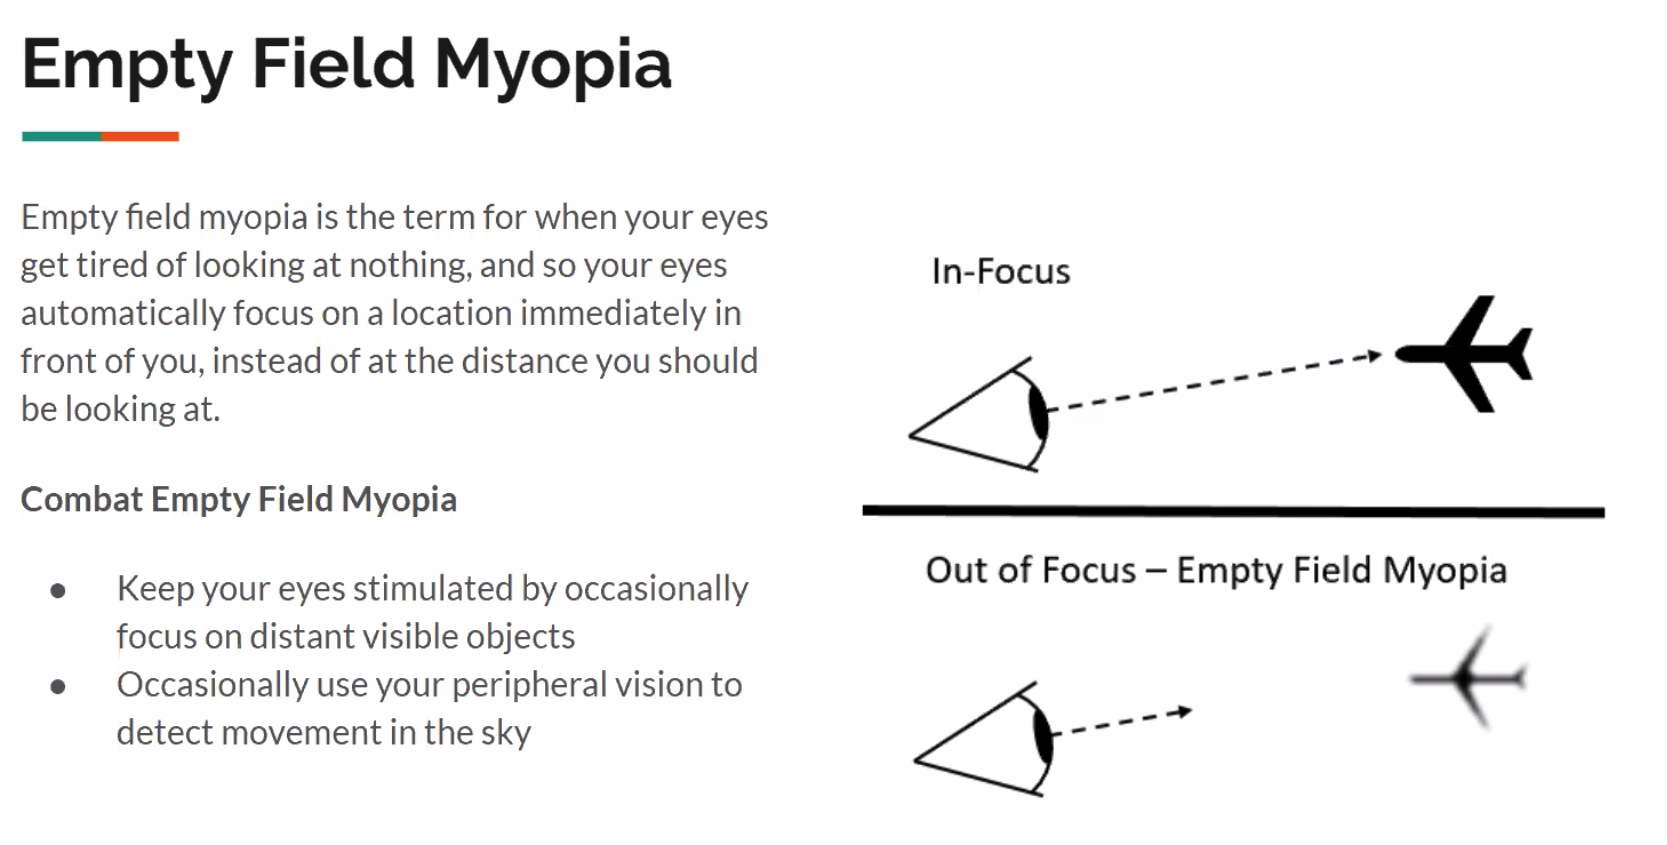 Empty Field Myopia
Empty field myopia is the term for when your eyes
get tired of looking at nothing, and so your eyes
automatically focus on a location immediately in
front of you, instead of at the distance you should
be looking at.
Combat Empty Field Myopia
● Keep your eyes stimulated by occasionally
focus on distant visible objects
● Occasionally use your peripheral vision to
detect movement in the sky
In-Focus
Out of Focus – Empty Field Myopia